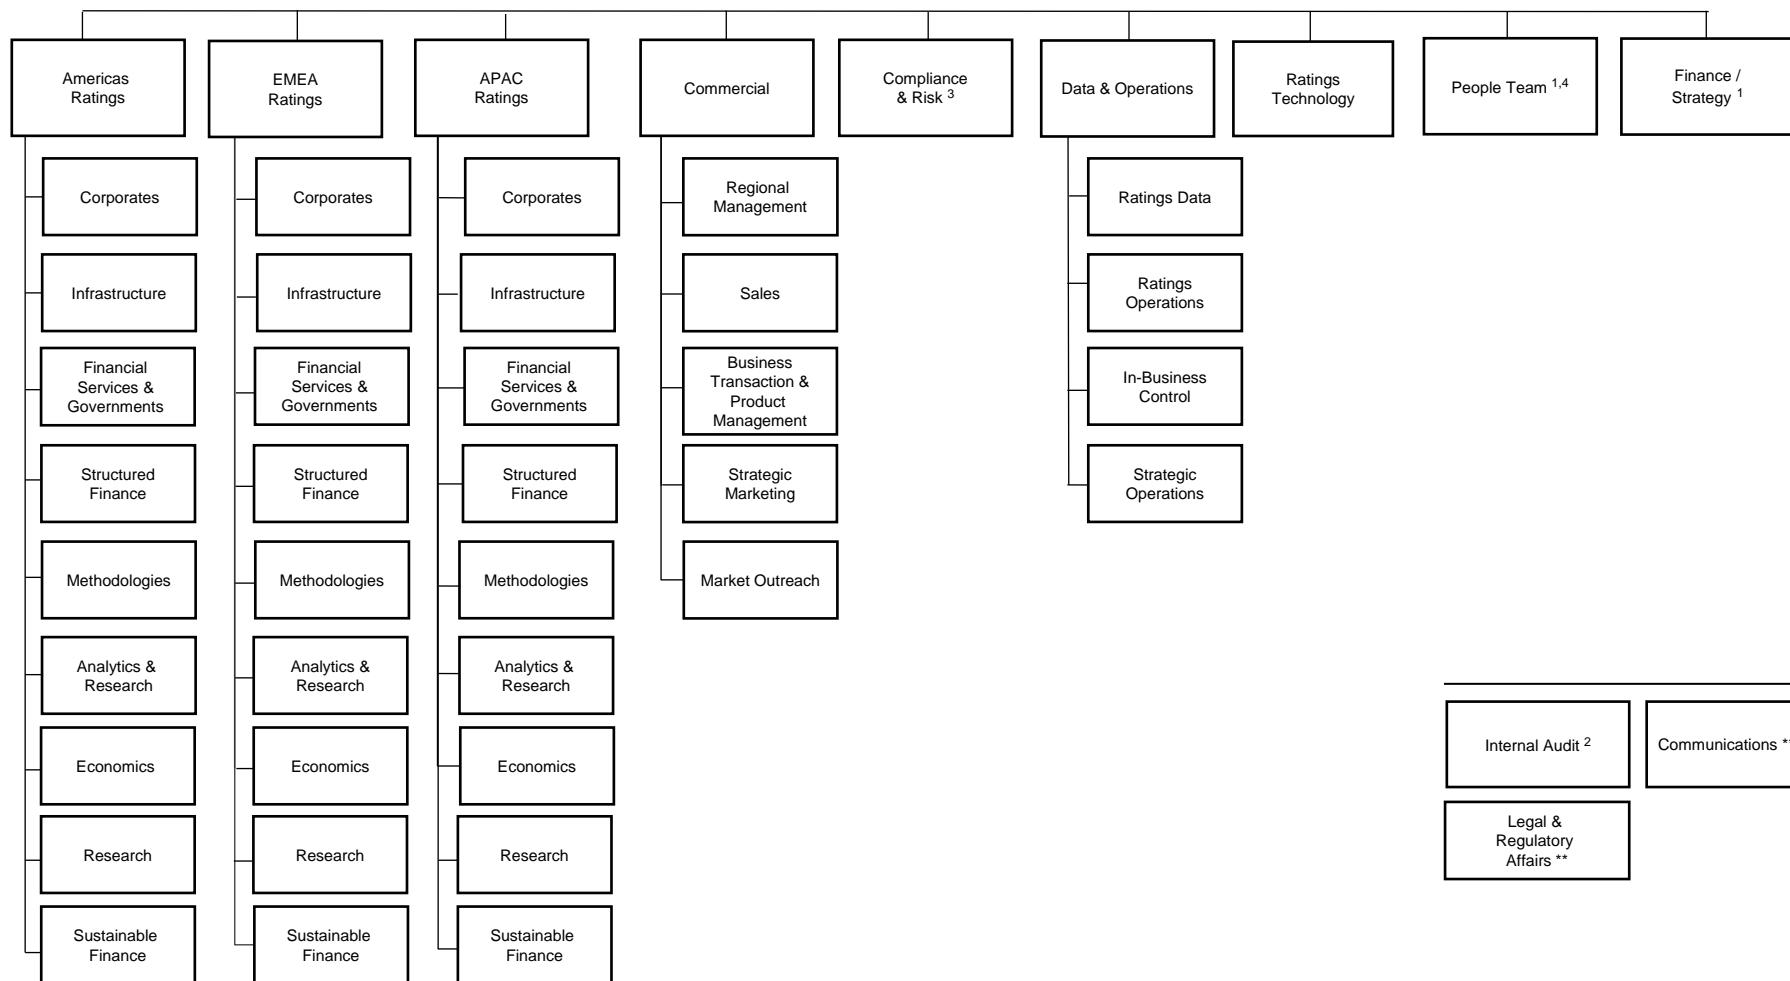 Americas
Ratings
EMEA
Ratings
APAC
Ratings
Commercial
Compliance
& Risk 3
Data & Operations
Ratings
Technology
People Team 1,4
Finance /
Strategy 1
Corporates
Corporates
Corporates
Regional
Management
Ratings Data
Infrastructure
Infrastructure
Infrastructure
Sales
Ratings
Operations
Financial
Services &
Governments
Financial
Services &
Governments
Financial
Services &
Governments
Business
Transaction &
Product
Management
In-Business
Control
Structured
Finance
Structured
Finance
Structured
Finance
Strategic
Marketing
Strategic
Operations
Methodologies
Methodologies
Methodologies
Market Outreach
Analytics &
Research
Analytics &
Research
Analytics &
Research
Economics
Economics
Economics
Internal Audit 2
Communications **
Research
Research
Research
Legal &
Regulatory
Affairs **
Sustainable
Finance
Sustainable
Finance
Sustainable
Finance